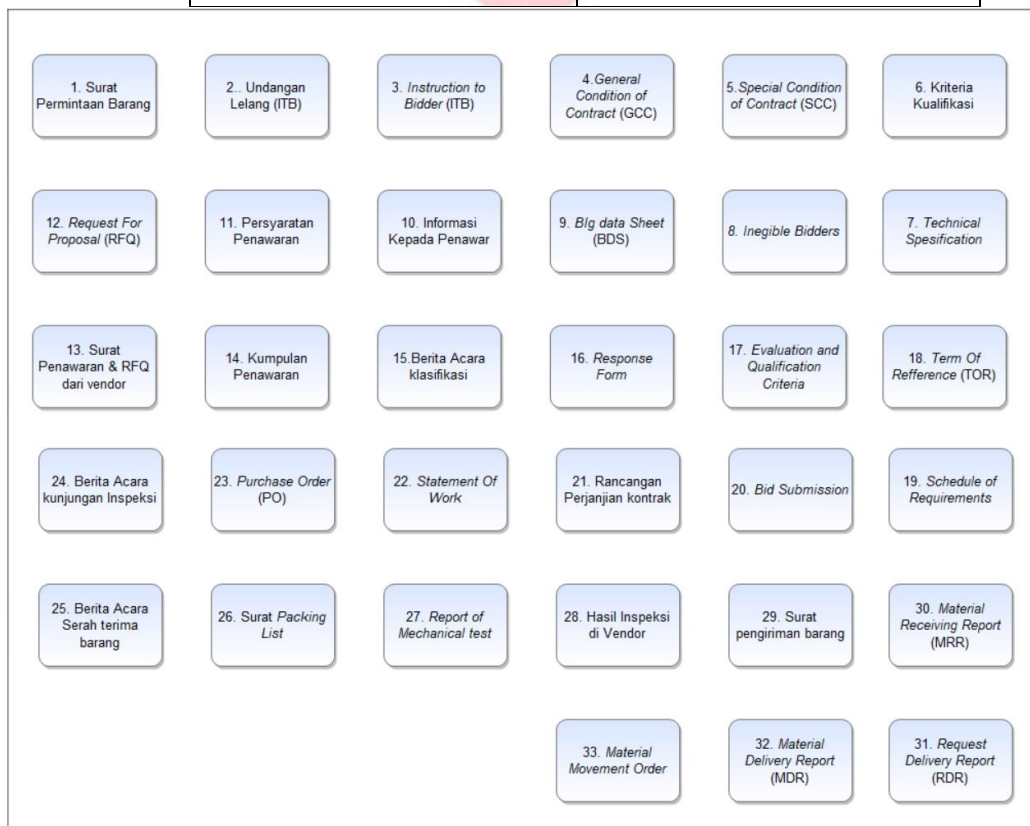 1. Surat
Permintaan Barang
2.. Undangan
Lelang (ITB)
3. Instruction to
Bidder (ITB)
4.General
Condition of
Contract (GCC)
5.Special Condition
of Contract (SCC)
6. Kriteria
Kualifikasi
12. Request For
Proposal (RFQ)
11. Persyaratan
Penawaran
10. Informasi
Kepada Penawar
9. BIg data Sheet
(BDS)
8. Inegible Bidders
7. Technical
Spesification
13. Surat
Penawaran & RFQ
dari vendor
14. Kumpulan
Penawaran
15.Berita Acara
klasifikasi
16. Response
Form
17. Evaluation and
Qualification
Criteria
18. Term Of
Refference (TOR)
24. Berita Acara
kunjungan Inspeksi
23. Purchase Order
(PO)
22. Statement Of
Work
21. Rancangan
Perjanjian kontrak
20. Bid Submission
19. Schedule of
Requirements
25. Berita Acara
Serah terima
barang
26. Surat Packing
List
27. Report of
Mechanical test
28. Hasil Inspeksi
di Vendor
29. Surat
pengiriman barang
30. Material
Receiving Report
(MRR)
33. Material
Movement Order
32. Material
Delivery Report
(MDR)
31. Request
Delivery Report
(RDR)